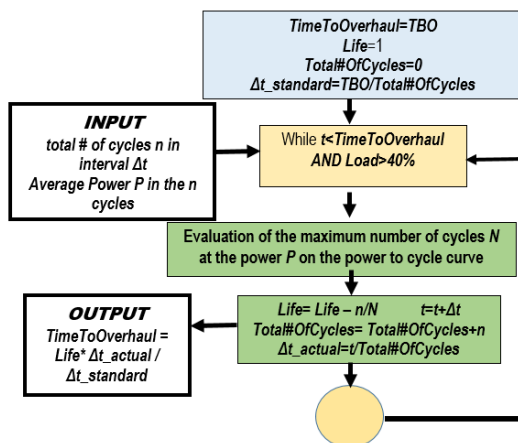 TimeToOverhaul=TBO
Life=1
Total#OfCycles=0
Δt_standard=TBO/Total#OfCycles
INPUT
total # of cycles n in
interval Δt
Average Power P in the n
cycles
While t<TimeToOverhaul
AND Load>40%
Evaluation of the maximum number of cycles N
at the power P on the power to cycle curve
OUTPUT
TimeToOverhaul =
Life* Δt_actual /
Δt_standard
Life= Life – n/N t=t+Δt
Total#OfCycles= Total#OfCycles+n
Δt_actual=t/Total#OfCycles